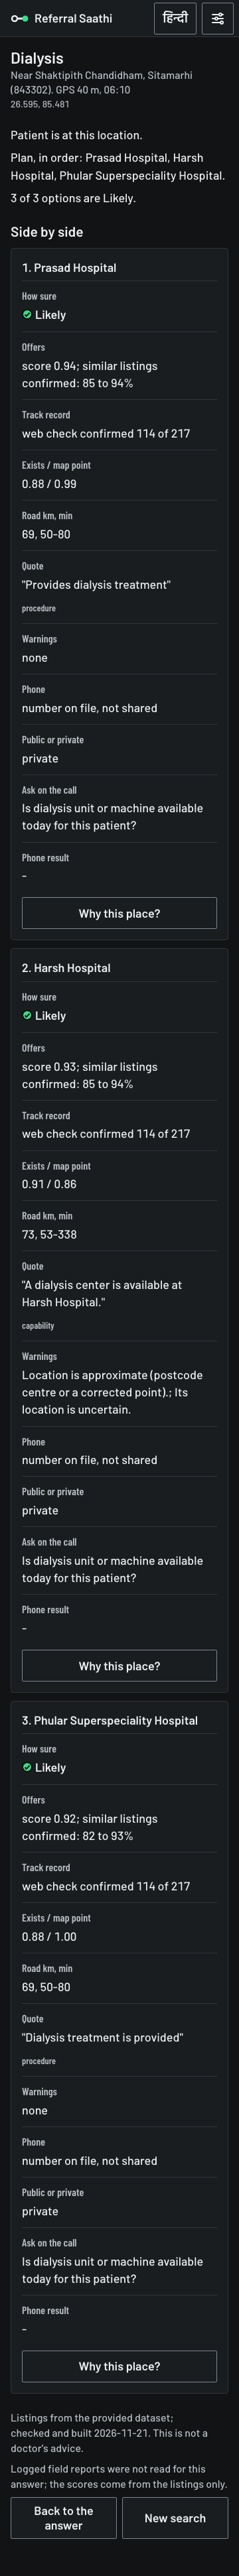 Referral Saathi
हिन्दी
Dialysis
Near Shaktipith Chandidham, Sitamarhi
(843302). GPS 40 m, 06:10
26.595, 85.481
Patient is at this location.
Plan, in order: Prasad Hospital, Harsh
Hospital, Phular Superspeciality Hospital.
3 of 3 options are Likely.
Side by side
1. Prasad Hospital
How sure
Likely
Offers
score 0.94; similar listings
confirmed: 85 to 94%
Track record
web check confirmed 114 of 217
Exists / map point
0.88 / 0.99
Road km, min
69, 50-80
Quote
"Provides dialysis treatment"
procedure
Warnings
none
Phone
number on file, not shared
Public or private
private
Ask on the call
Is dialysis unit or machine available
today for this patient?
Phone result
-
Why this place?
2. Harsh Hospital
How sure
Likely
Offers
score 0.93; similar listings
confirmed: 85 to 94%
Track record
web check confirmed 114 of 217
Exists / map point
0.91 / 0.86
Road km, min
73, 53-338
Quote
"A dialysis center is available at
Harsh Hospital."
capability
Warnings
Location is approximate (postcode
centre or a corrected point).; Its
location is uncertain.
Phone
number on file, not shared
Public or private
private
Ask on the call
Is dialysis unit or machine available
today for this patient?
Phone result
-
Why this place?
3. Phular Superspeciality Hospital
How sure
Likely
Offers
score 0.92; similar listings
confirmed: 82 to 93%
Track record
web check confirmed 114 of 217
Exists / map point
0.88 / 1.00
Road km, min
69, 50-80
Quote
"Dialysis treatment is provided"
procedure
Warnings
none
Phone
number on file, not shared
Public or private
private
Ask on the call
Is dialysis unit or machine available
today for this patient?
Phone result
-
Why this place?
Listings from the provided dataset;
checked and built 2026-11-21. This is not a
doctor's advice.
Logged field reports were not read for this
answer; the scores come from the listings only.
Back to the
answer
New search